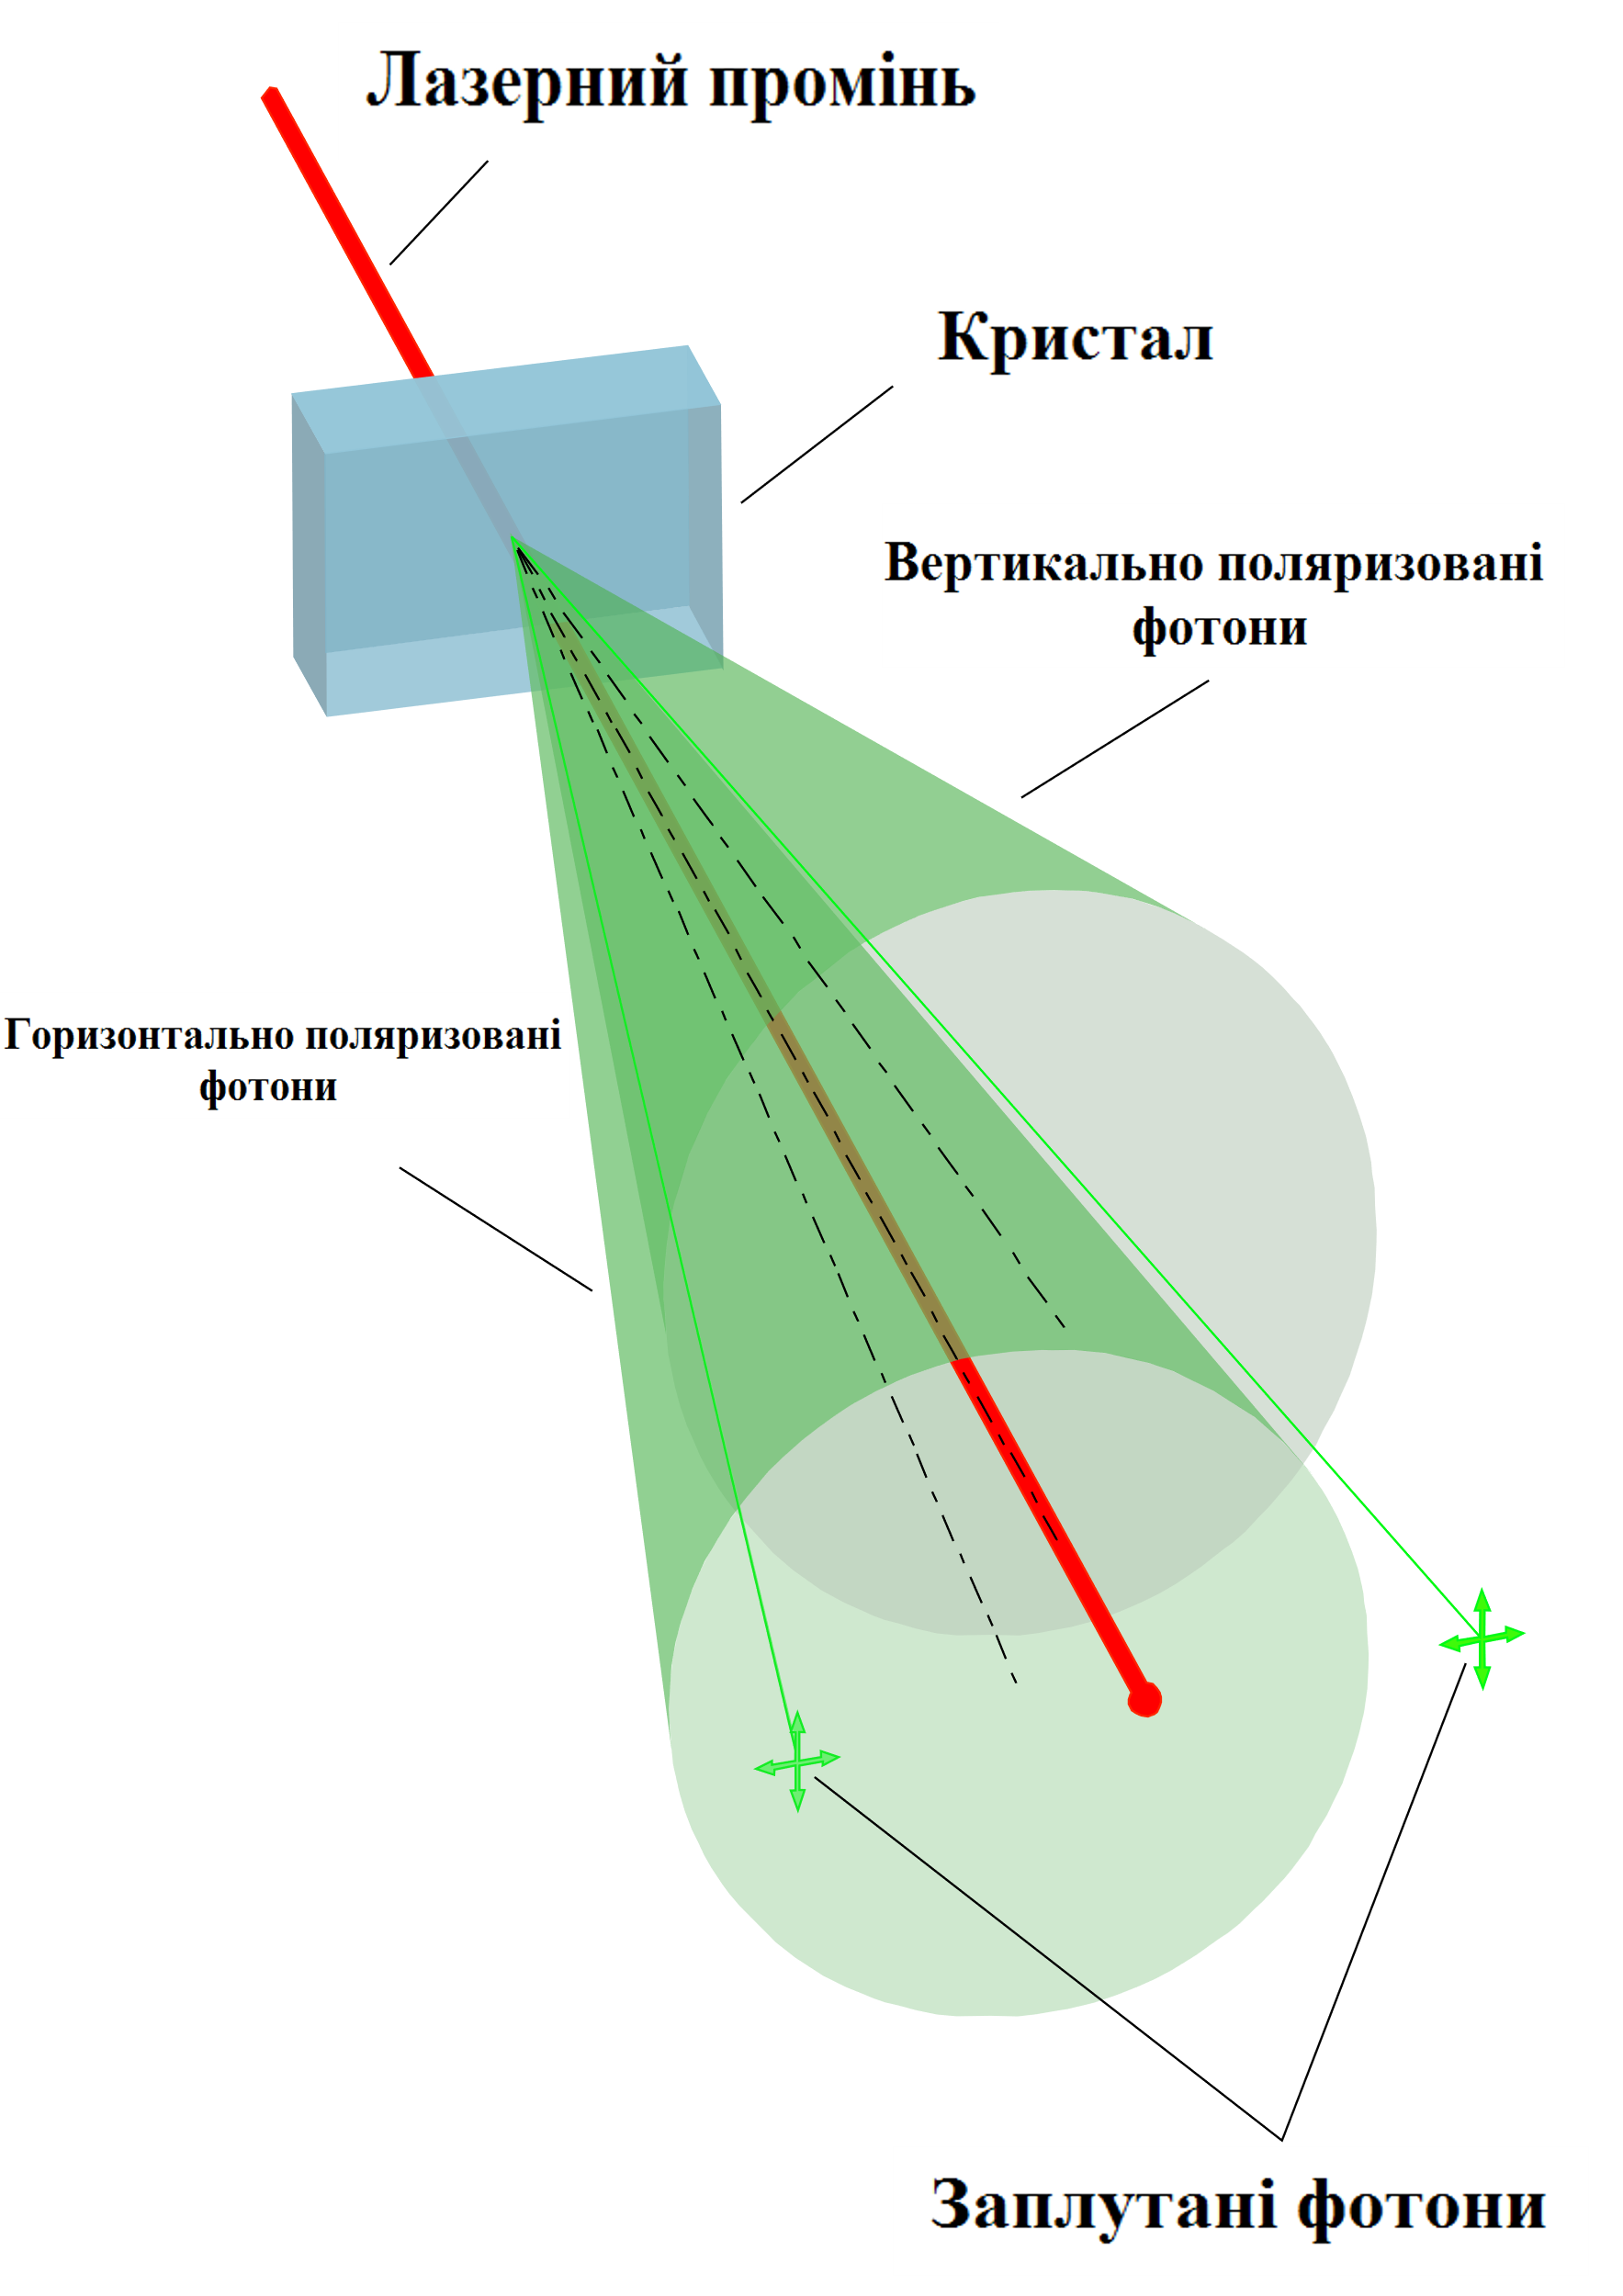 Лазерний промінь
Кристал
Вертикально поляризовані
фотони
Горизонтально поляризовані
фотони
Заплутані фотони